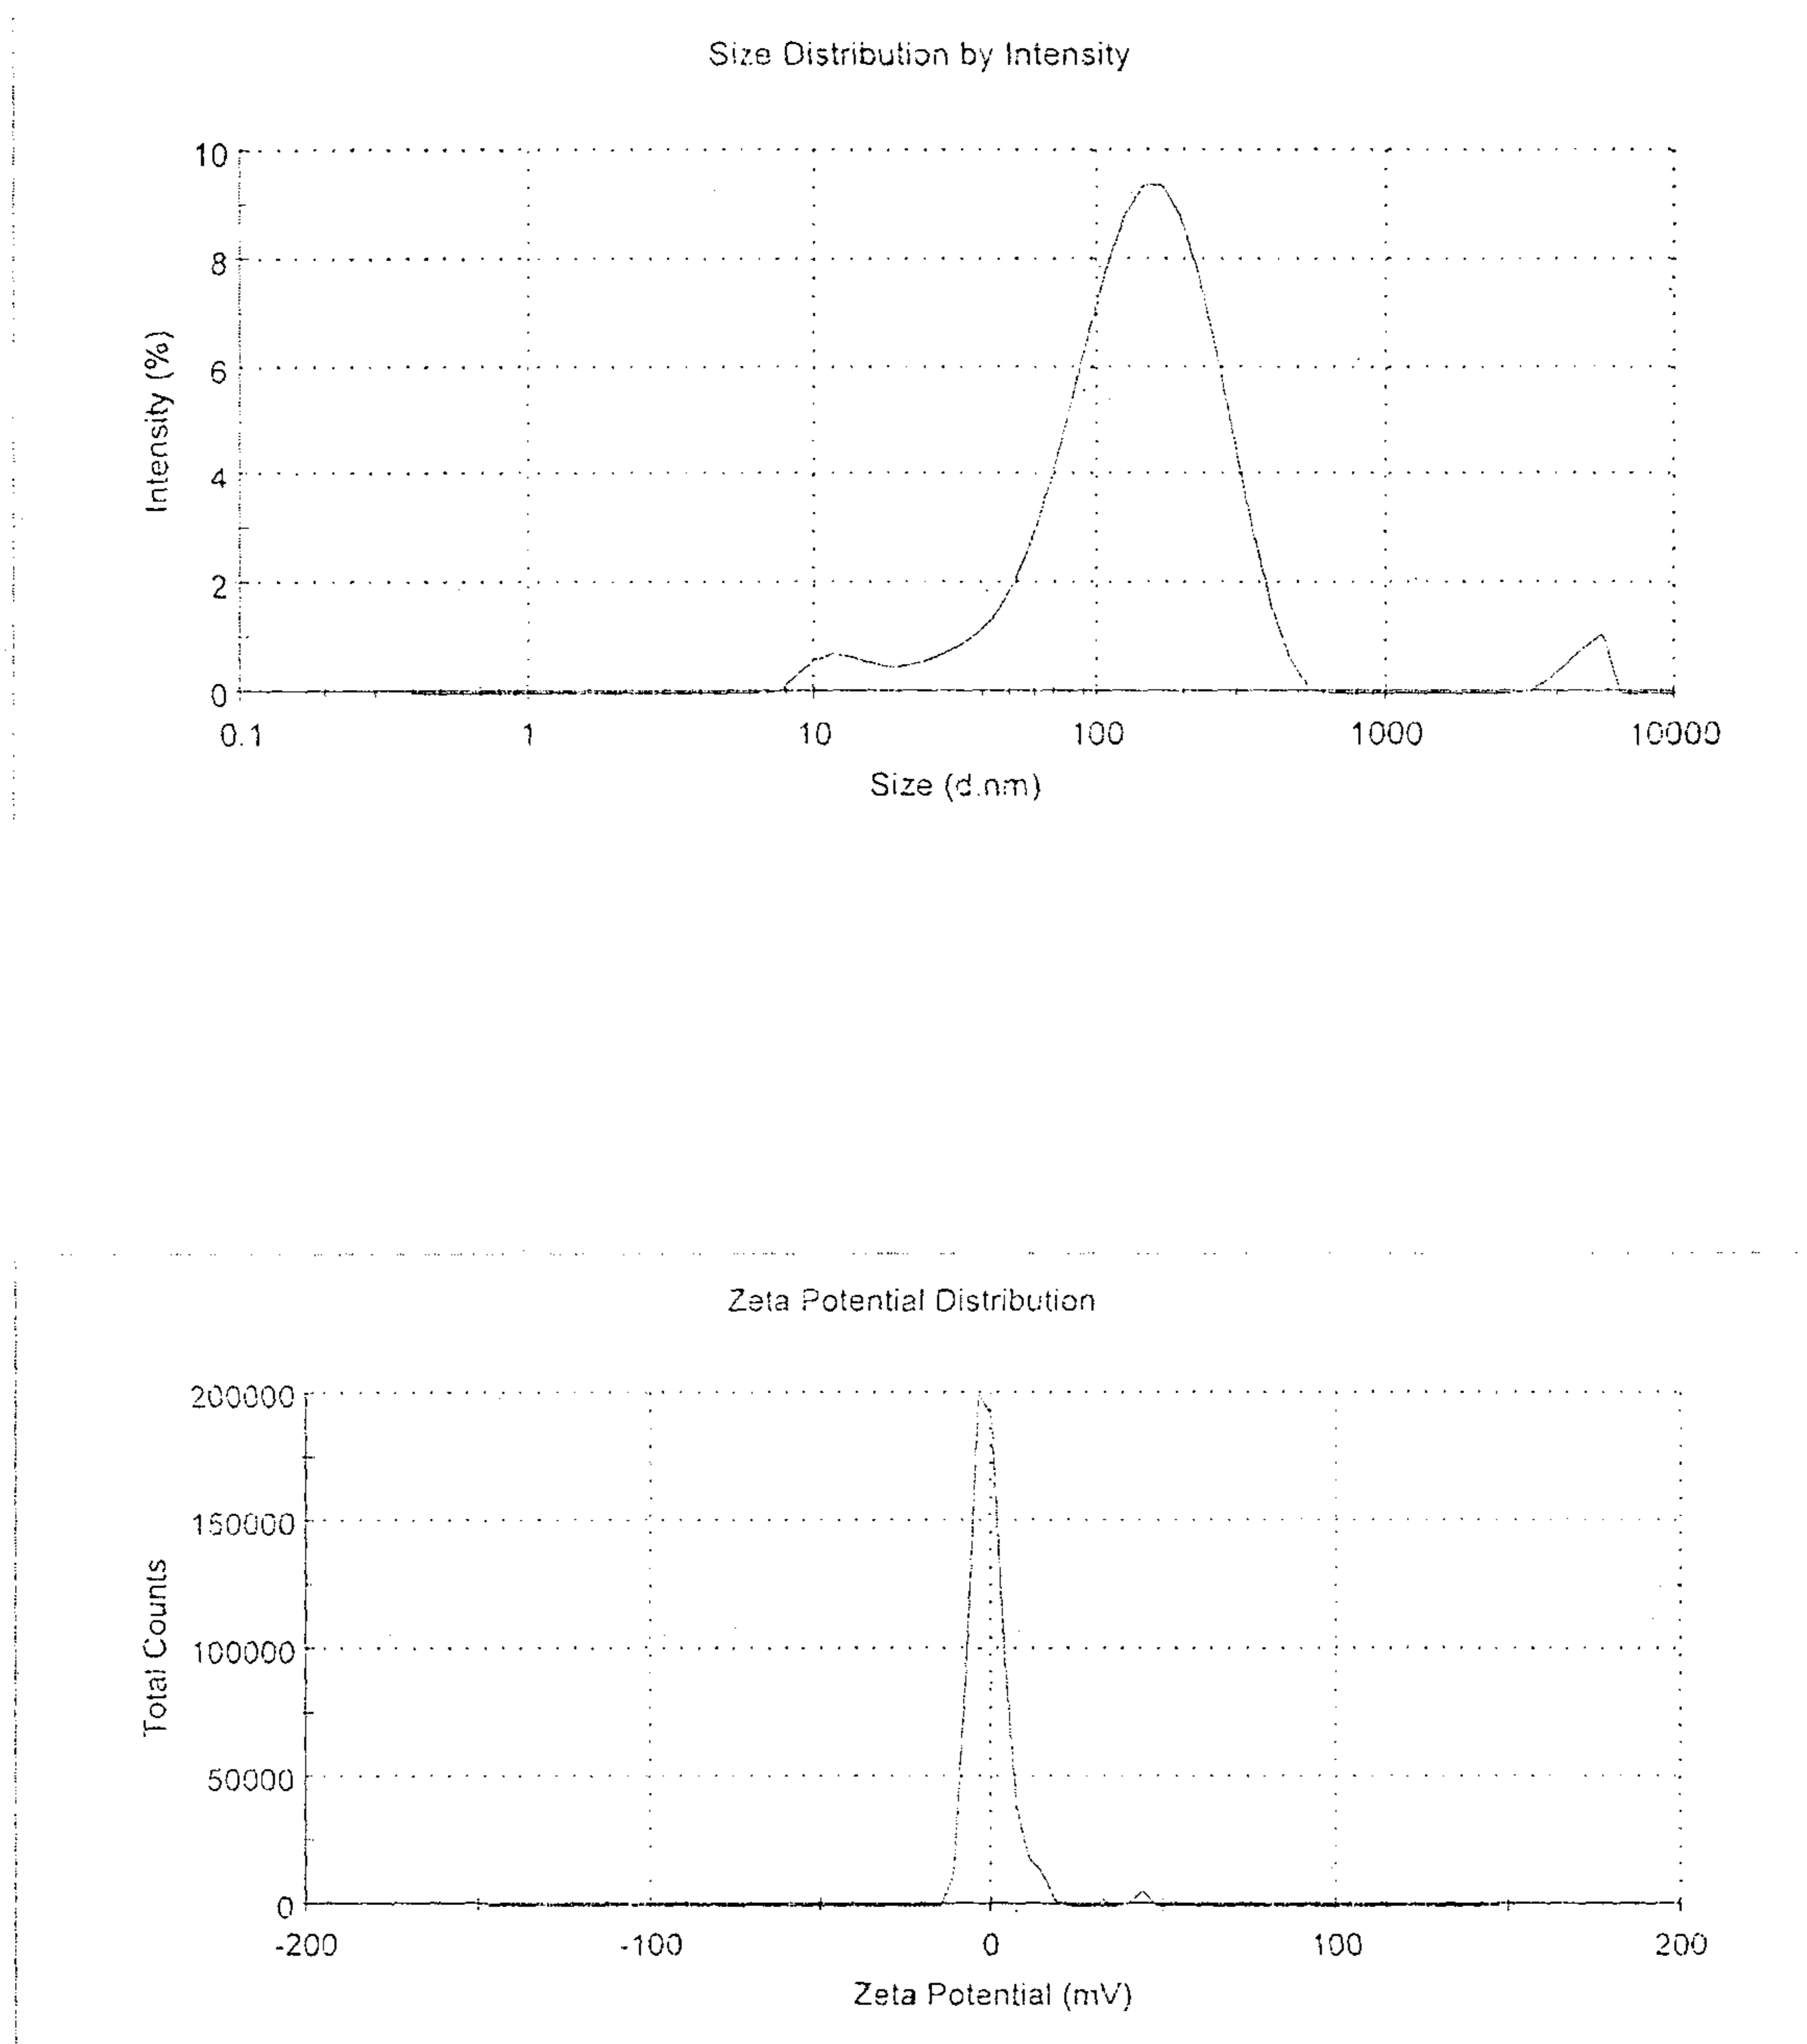 Size Distribution by Intensity
10
8
6
4
2
0
Intensity (%)
0.1 1 10 100 1000 10000
Size (d.nm)
Zeta Potential Distribution
200000
150000
100000
50000
0
Total Counts
-200 -100 0 100 200
Zeta Potential (mV)